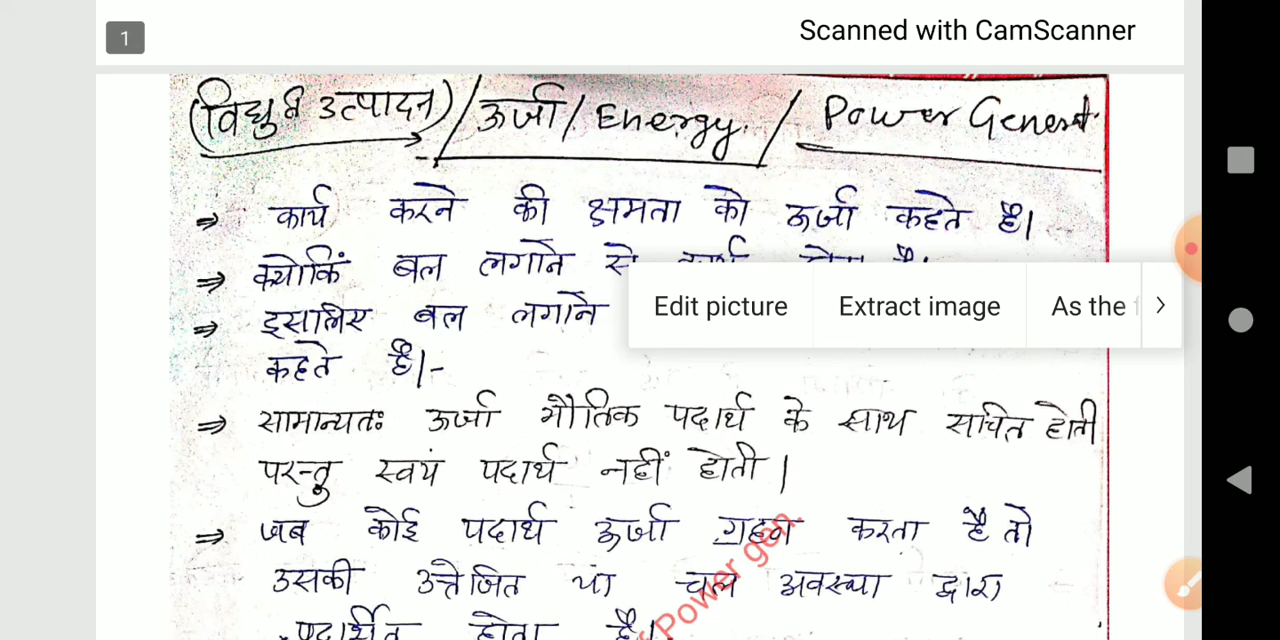 1
Scanned with CamScanner
(विद्युत उत्पादन) / ऊर्जा / Energy. / Power Generat.
⇒ कार्य करने की क्षमता को ऊर्जा कहते है।
⇒ क्योकिं बल लगाने से कार्य होता है।
⇒ इसलिए बल लगाने
Edit picture Extract image As the >
कहते है।-
⇒ सामान्यतः ऊर्जा भौतिक पदार्थ के साथ संचित होती
परन्तु स्वयं पदार्थ नहीं होती।
⇒ जब कोई पदार्थ ऊर्जा ग्रहण करता है तो
उसकी उत्तेजित या चल अवस्था द्वारा
होता है।
Power gen.